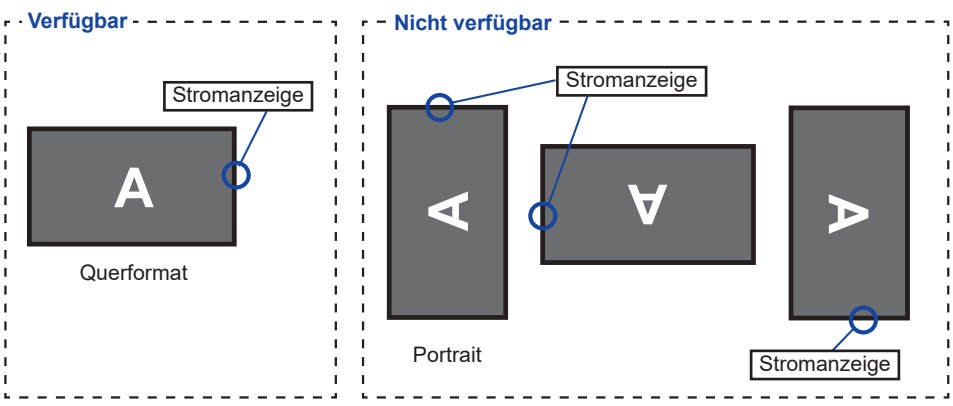 Verfügbar
Stromanzeige
A
Querformat
Nicht verfügbar
Stromanzeige
A
A
A
Portrait
Stromanzeige